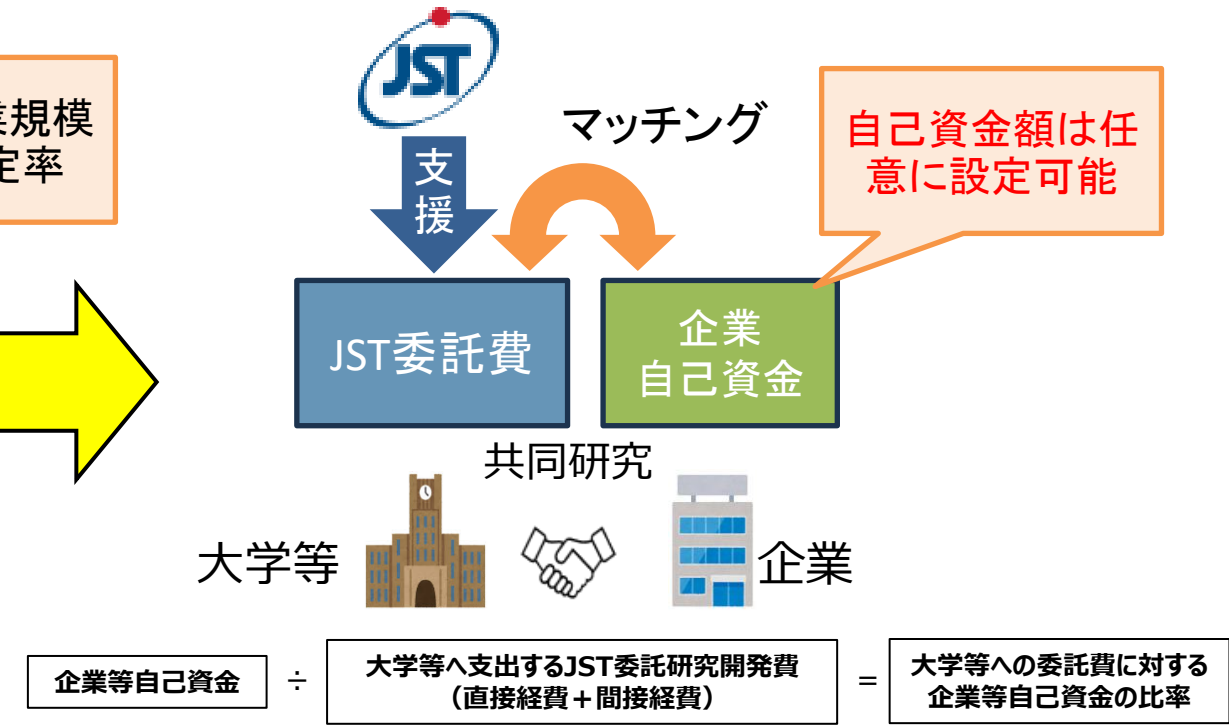 JST
業規模
定率
マッチング
自己資金額は任
意に設定可能
支
援
JST委託費
企業
自己資金
共同研究
大学等
企業
企業等自己資金 ÷ 大学等へ支出するJST委託研究開発費
（直接経費＋間接経費） = 大学等への委託費に対する
企業等自己資金の比率